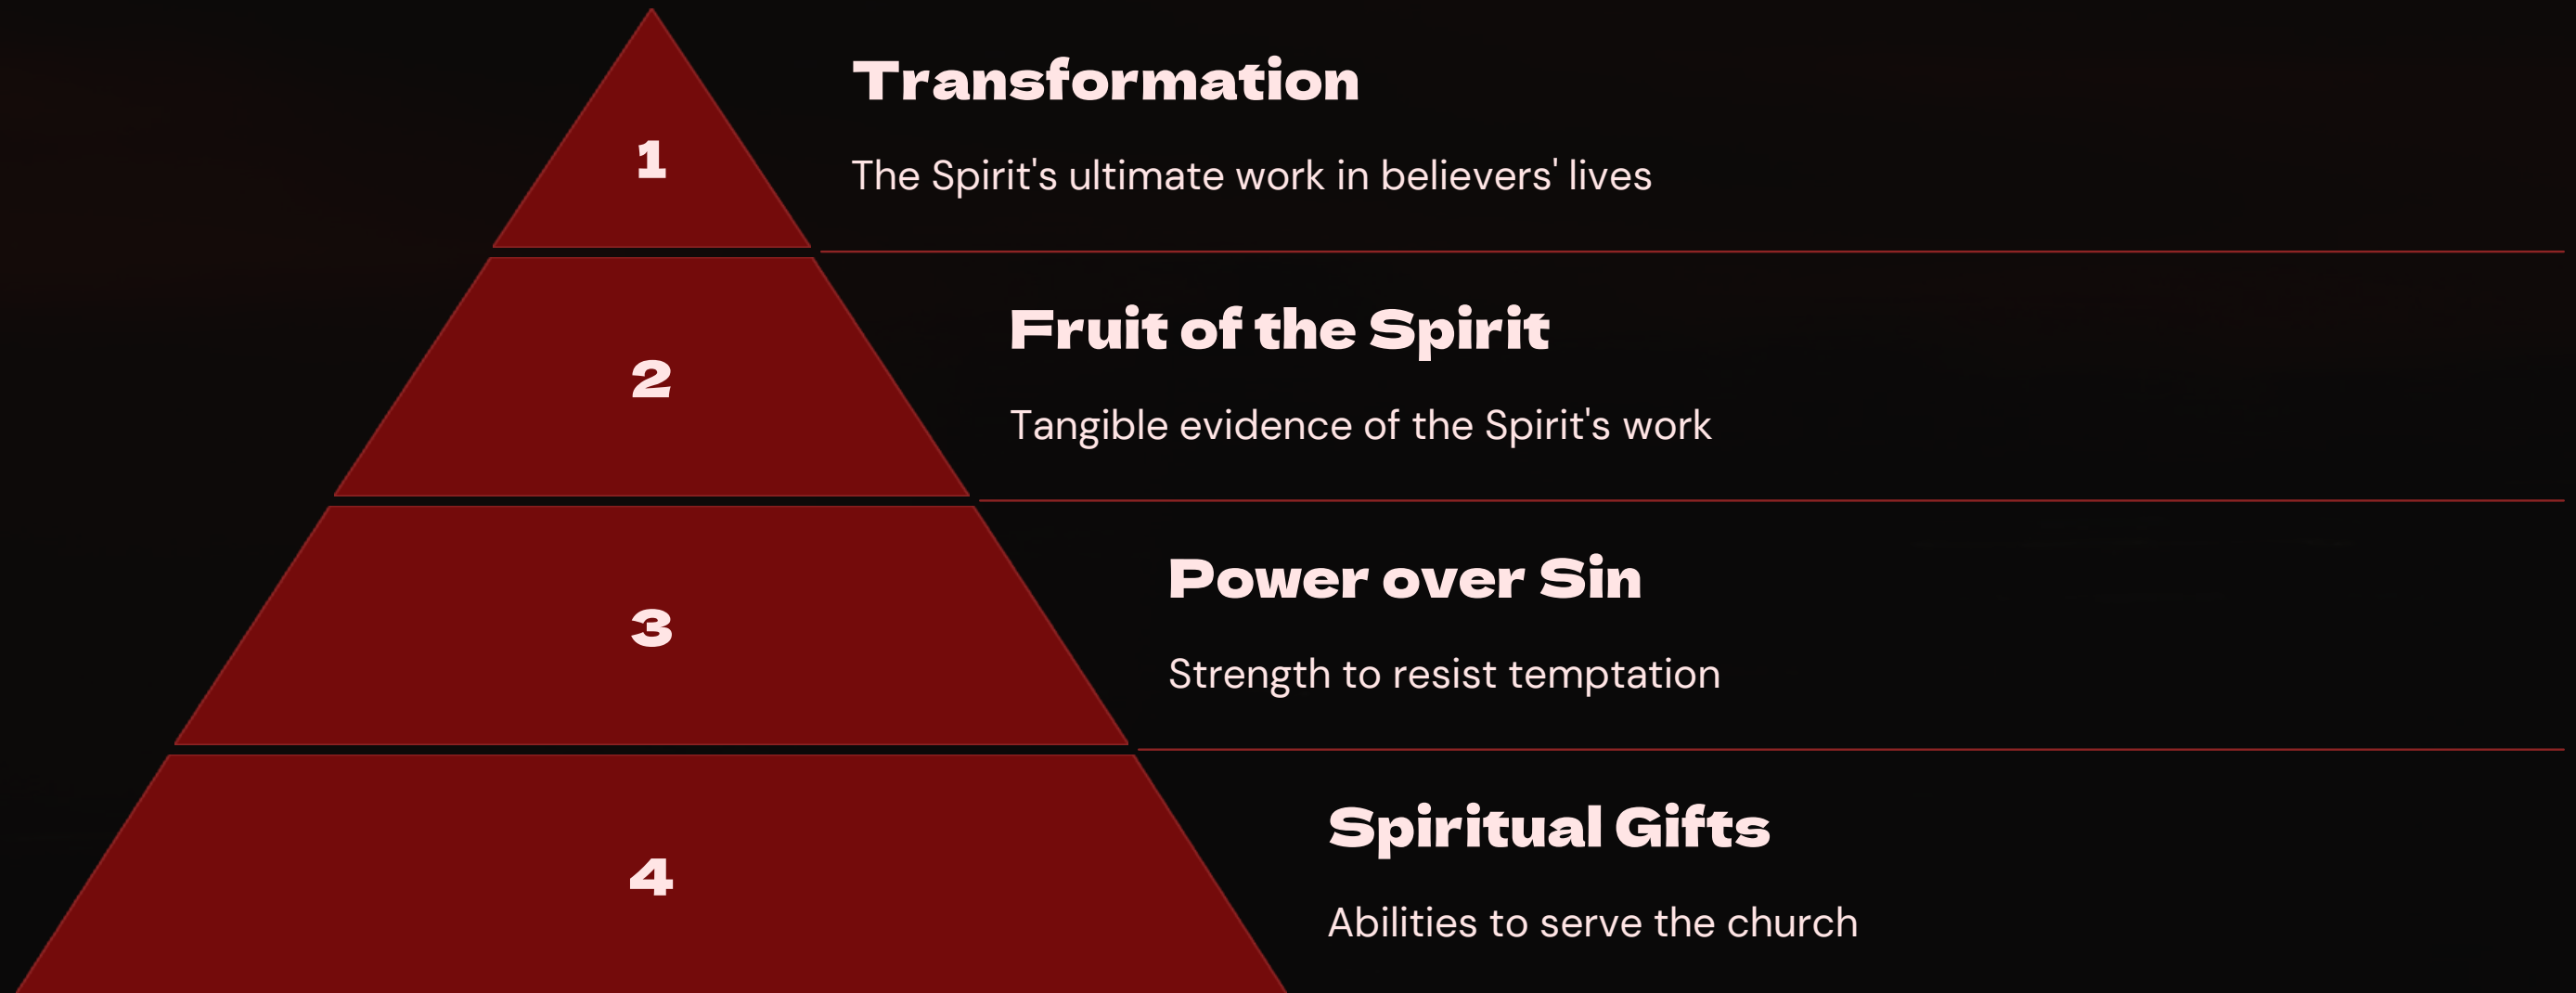 Transformation
1
The Spirit's ultimate work in believers' lives
Fruit of the Spirit
2
Tangible evidence of the Spirit's work
Power over Sin
3
Strength to resist temptation
Spiritual Gifts
4
Abilities to serve the church